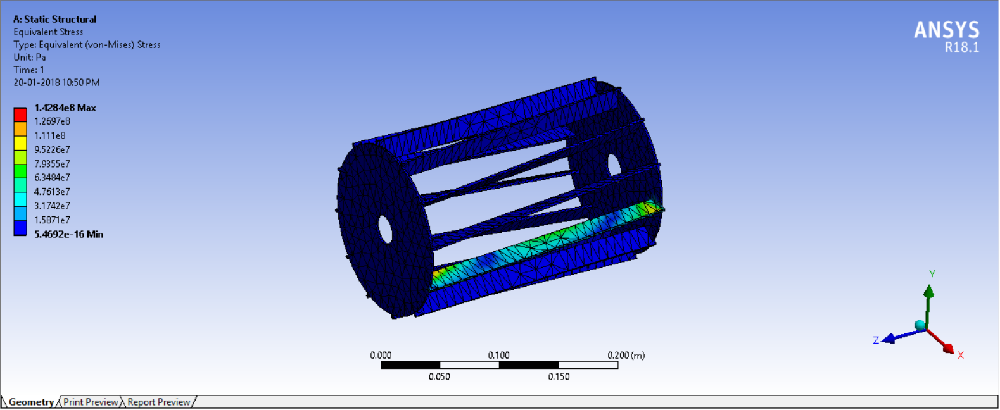 A: Static Structural
Equivalent Stress
Type: Equivalent (von-Mises) Stress
Unit: Pa
Time: 1
20-01-2018 10:50 PM
1.4284e8 Max
1.2697e8
1.111e8
9.5226e7
7.9355e7
6.3484e7
4.7613e7
3.1742e7
1.5871e7
5.4692e-16 Min
ANSYS
R18.1
0.000 0.100 0.200 (m)
0.050 0.150
Y
Z
X
Geometry Print Preview Report Preview